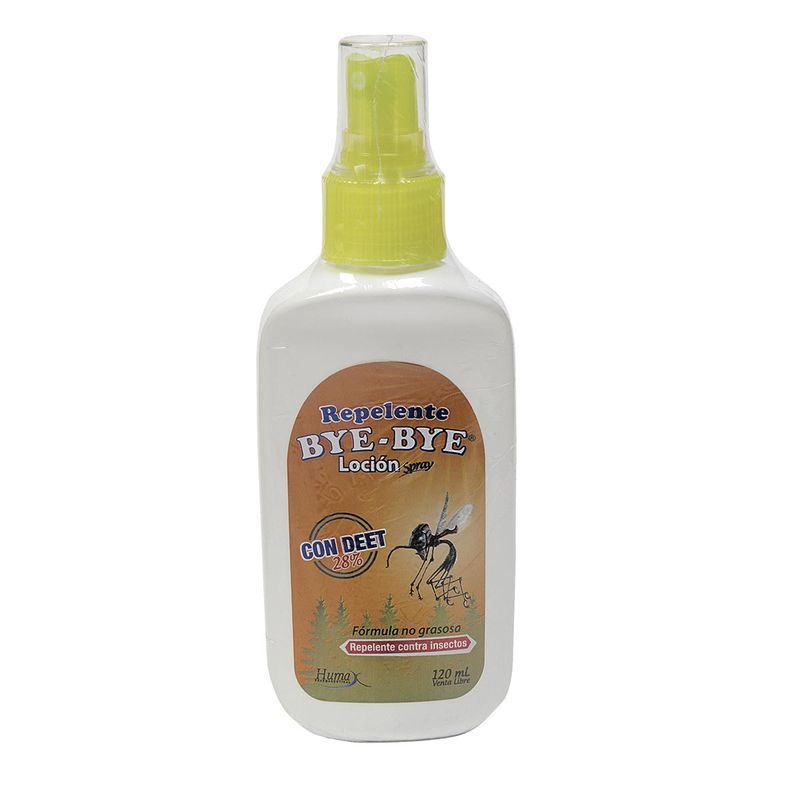 Repelente
BYE-BYE®
Loción Spray
CON DEET
28%
Fórmula no grasosa
Repelente contra insectos
Humax
120 mL
Venta Libre